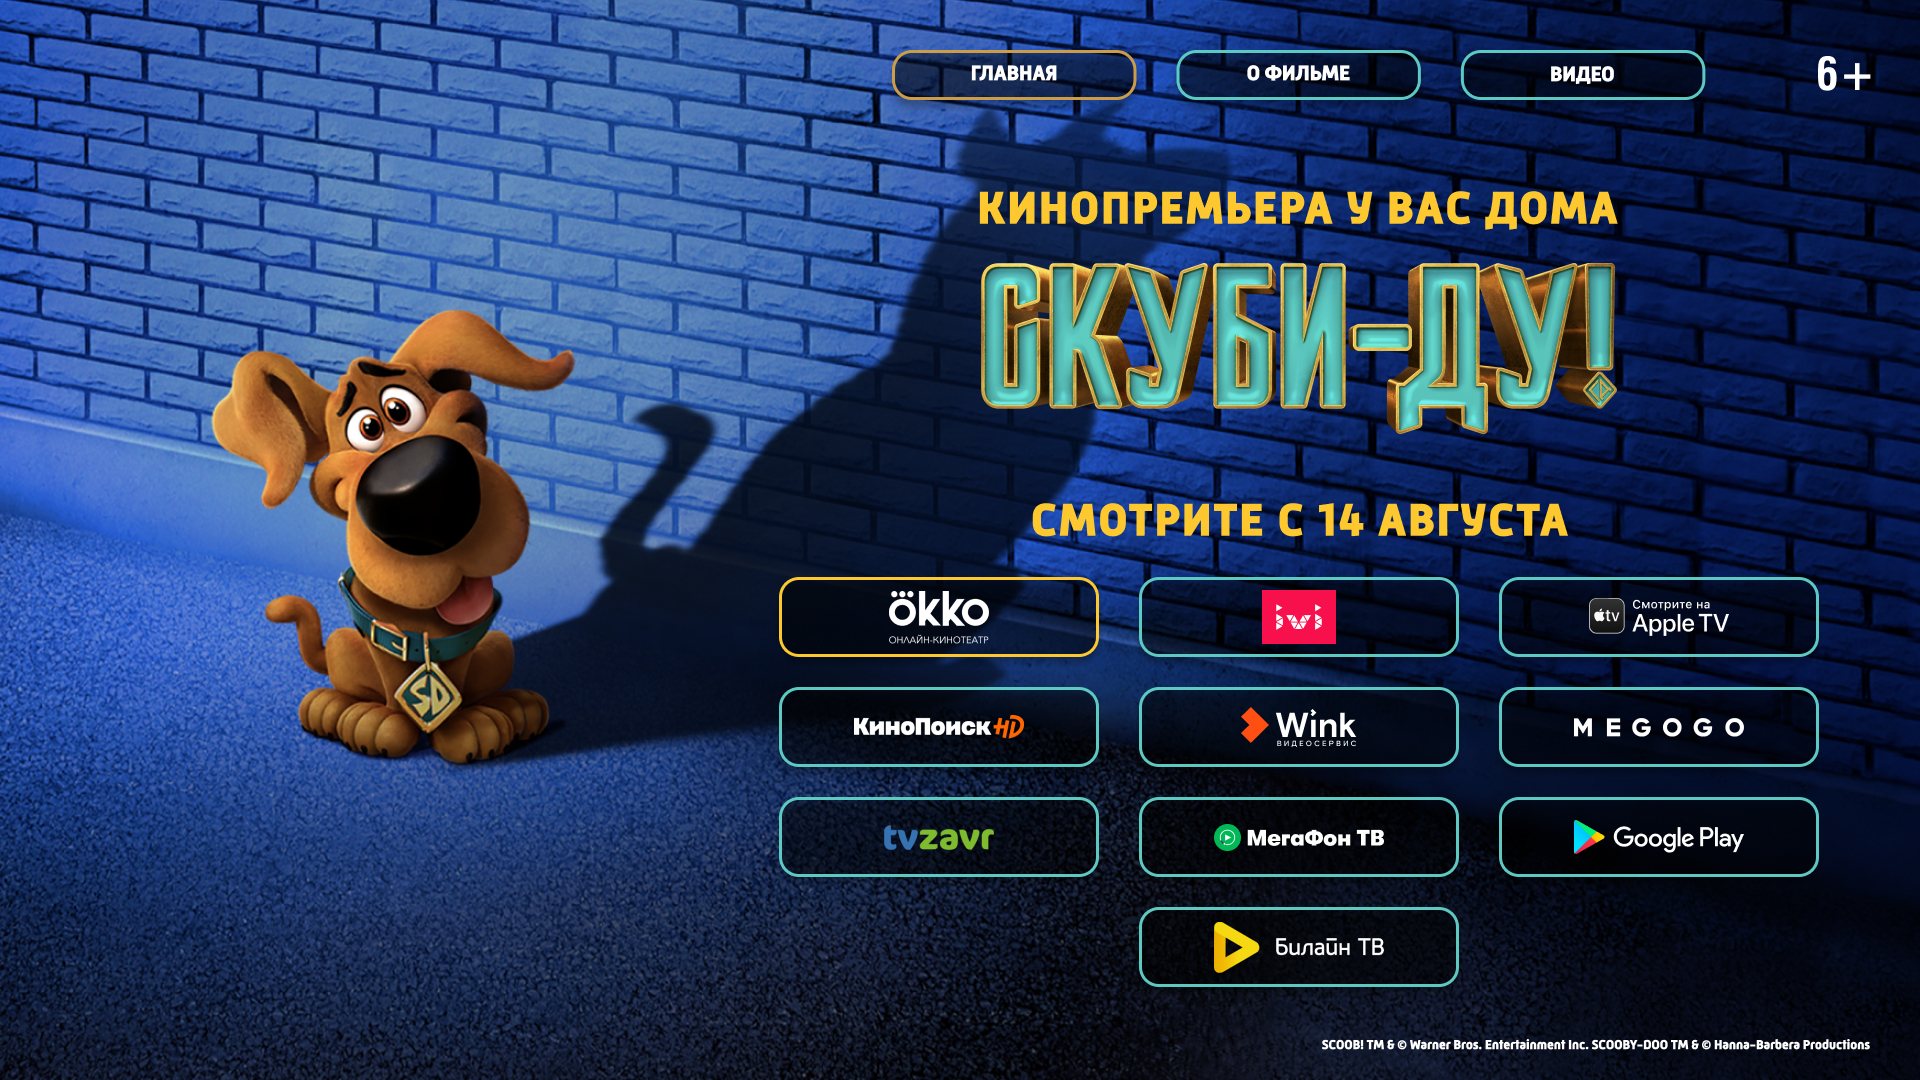 ГЛАВНАЯ
О ФИЛЬМЕ
ВИДЕО
6+
КИНОПРЕМЬЕРА У ВАС ДОМА
СКУБИ-ДУ!
СМОТРИТЕ С 14 АВГУСТА
ökko
ОНЛАЙН-КИНОТЕАТР
ivi
tv
Смотрите на
Apple TV
КиноПоиск HD
Wink
ВИДЕОСЕРВИС
MEGOGO
tvzavr
МегаФон ТВ
Google Play
Билайн ТВ
SD
SCOOB! TM & © Warner Bros. Entertainment Inc. SCOOBY-DOO TM & © Hanna-Barbera Productions